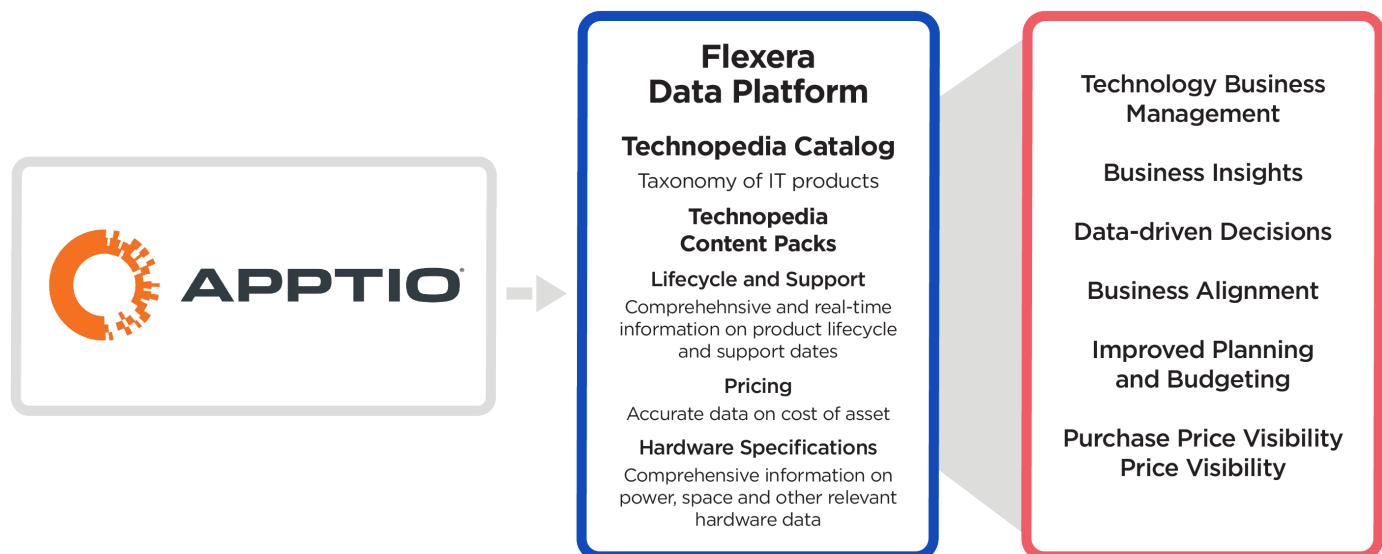 APPTIO
Flexera
Data Platform
Technopedia Catalog
Taxonomy of IT products
Technopedia
Content Packs
Lifecycle and Support
Comprehehnsive and real-time
information on product lifecycle
and support dates
Pricing
Accurate data on cost of asset
Hardware Specifications
Comprehensive information on
power, space and other relevant
hardware data
Technology Business
Management
Business Insights
Data-driven Decisions
Business Alignment
Improved Planning
and Budgeting
Purchase Price Visibility
Price Visibility